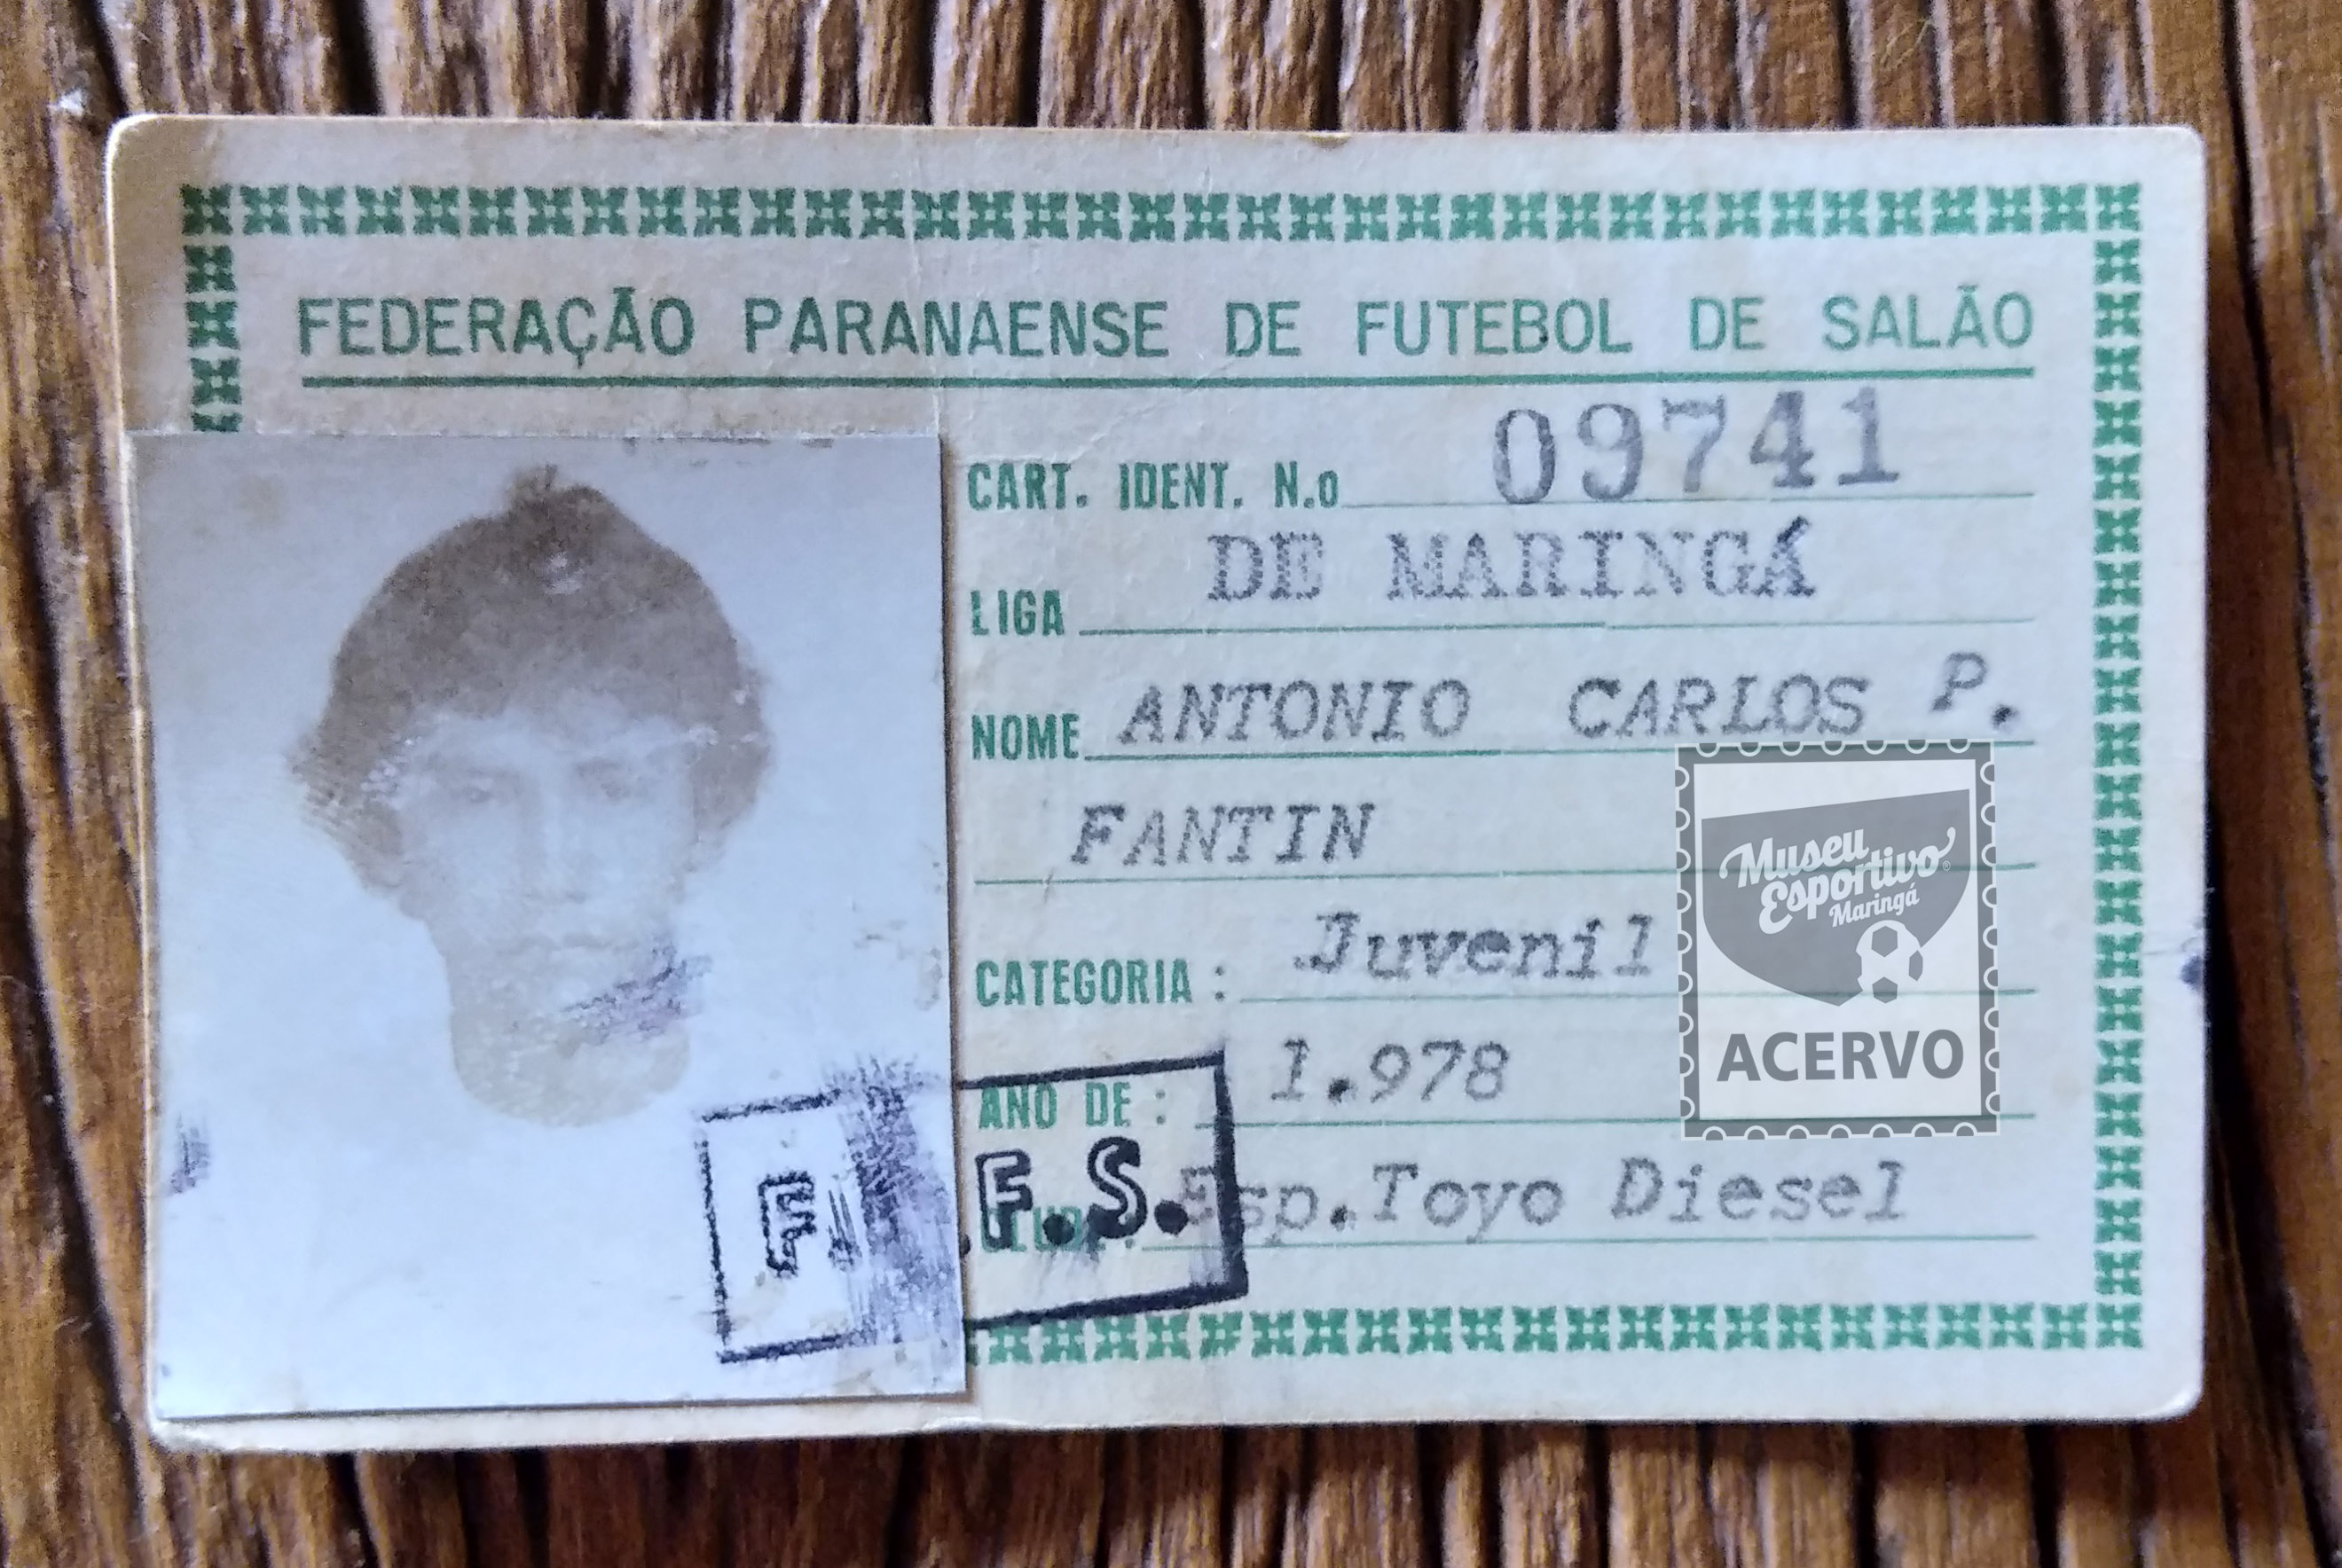 FEDERAÇÃO PARANAENSE DE FUTEBOL DE SALÃO
CART. IDENT. N.o 09741
LIGA DE MARINGÁ
NOME ANTONIO CARLOS P.
FANTIN
CATEGORIA : Juvenil
ANO DE : 1.978
Esp.Toyo Diesel
F. F.S.
Museu
Esportivo
Maringá
ACERVO